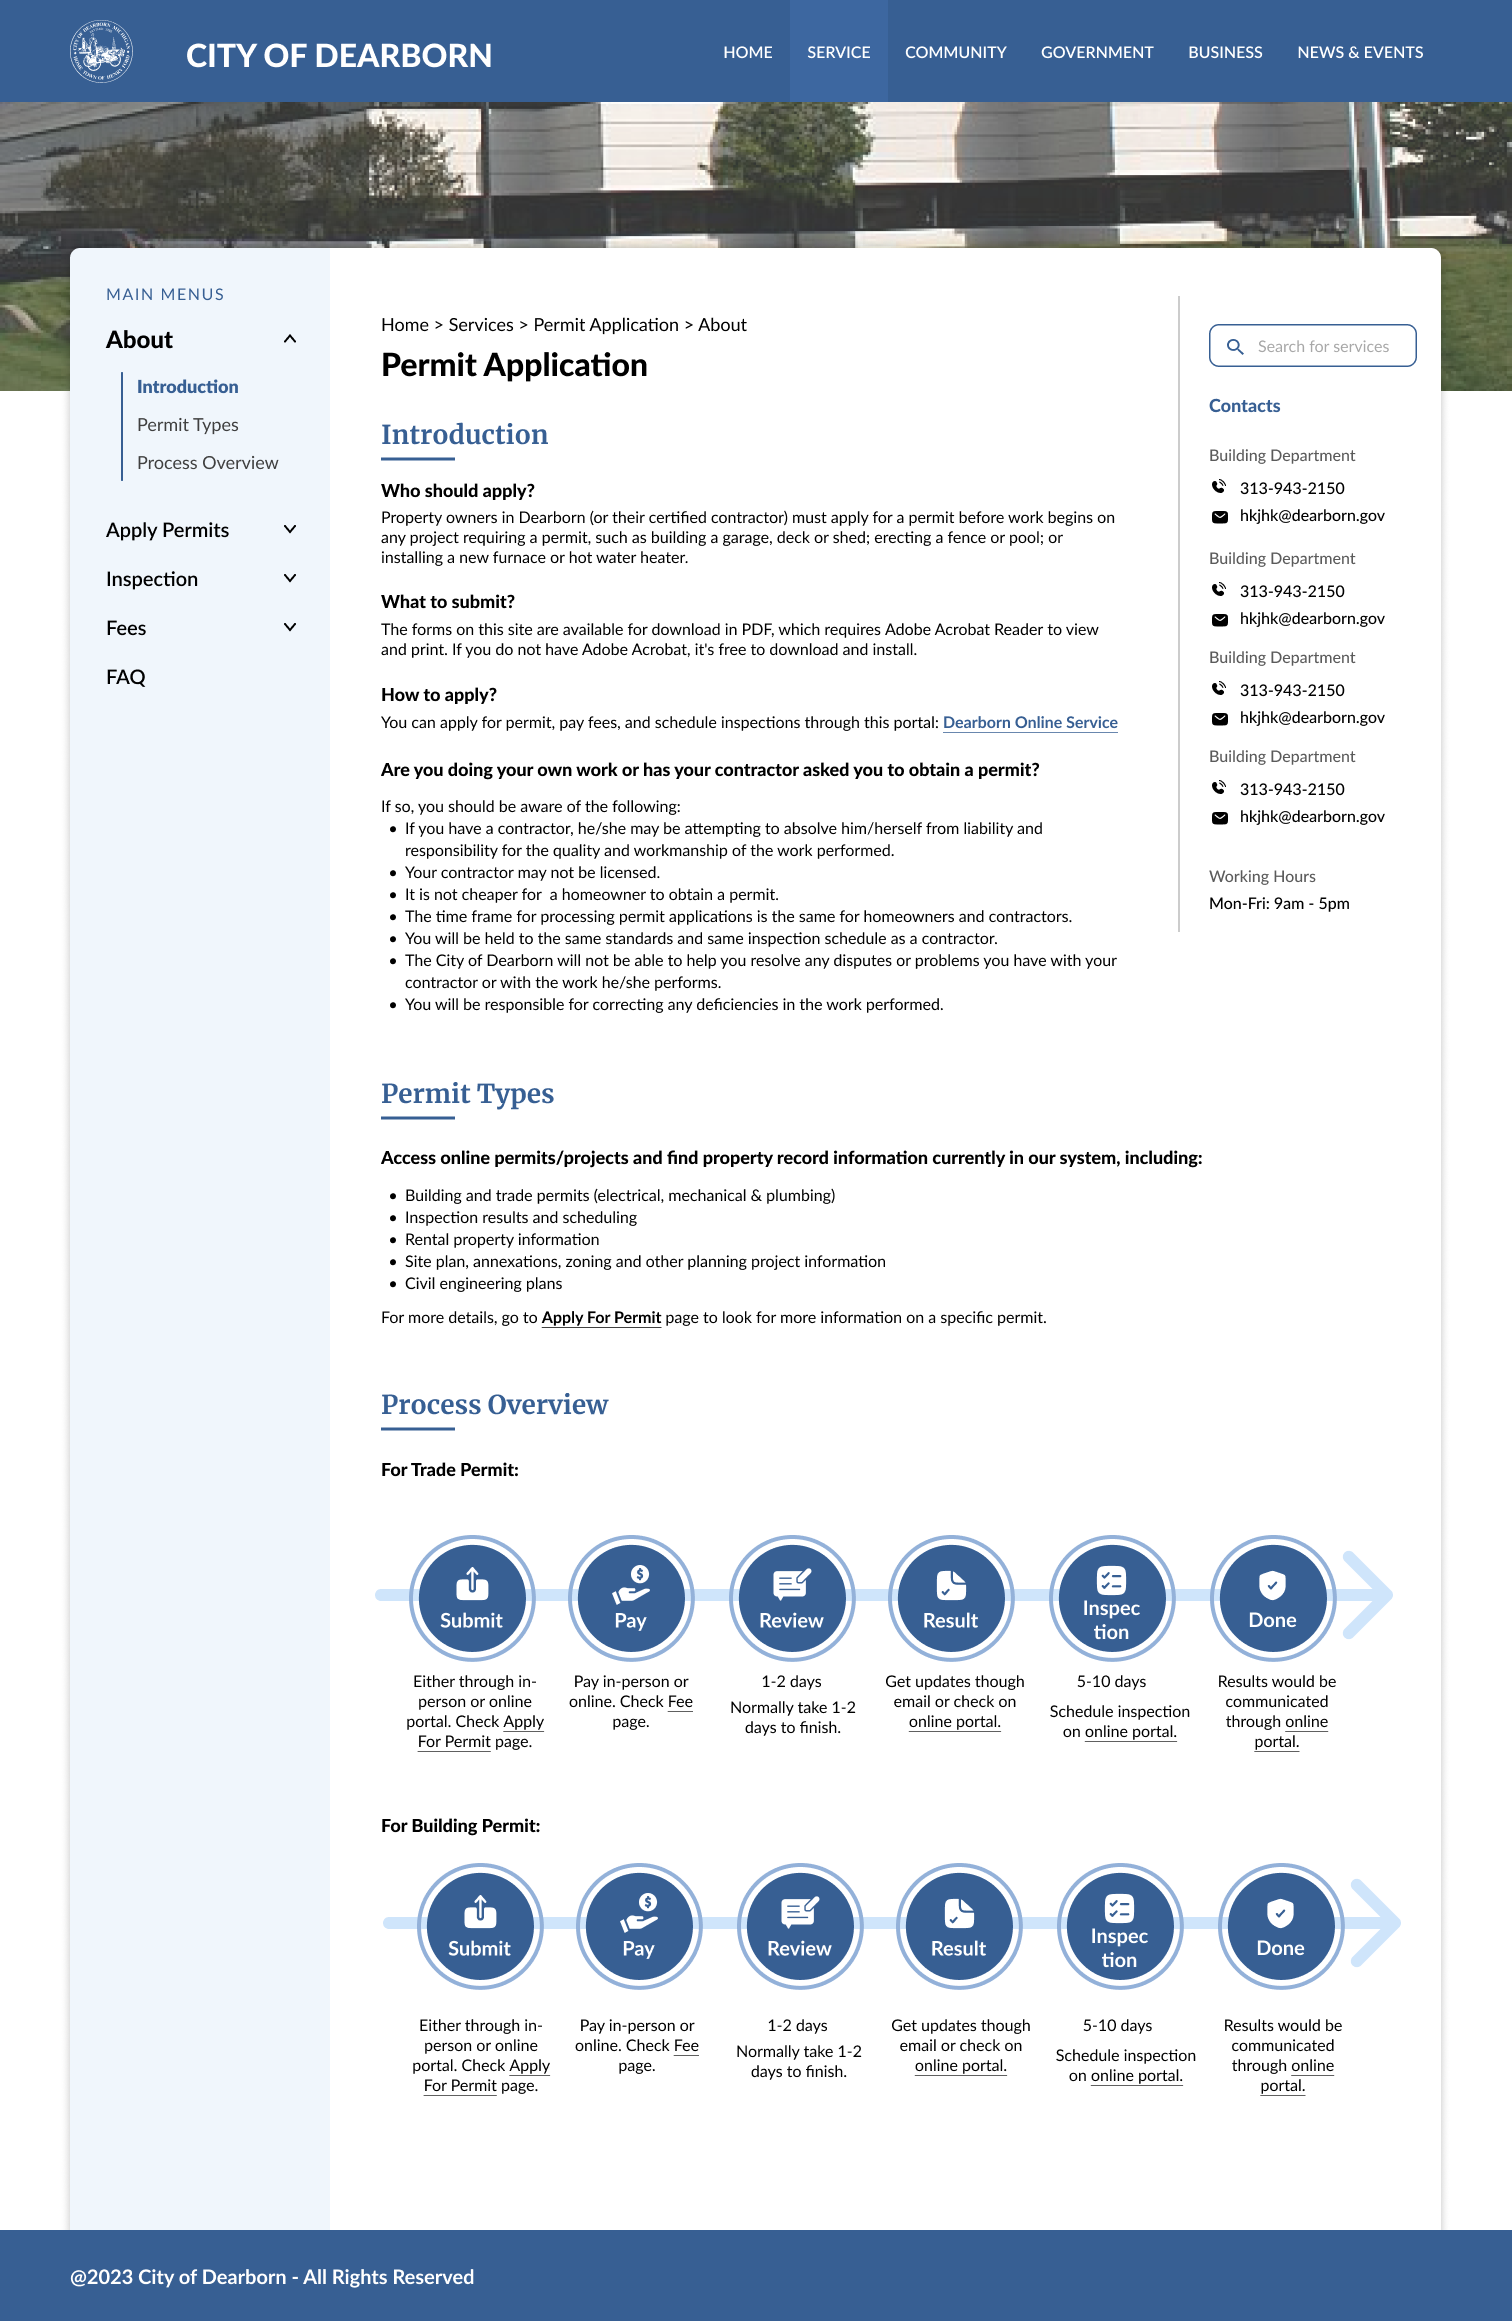 CITY OF DEARBORN
HOME SERVICE COMMUNITY GOVERNMENT BUSINESS NEWS & EVENTS
MAIN MENUS
About
Introduction
Permit Types
Process Overview
Apply Permits
Inspection
Fees
FAQ
Home > Services > Permit Application > About
Permit Application
Introduction
Who should apply?
Property owners in Dearborn (or their certified contractor) must apply for a permit before work begins on
any project requiring a permit, such as building a garage, deck or shed; erecting a fence or pool; or
installing a new furnace or hot water heater.
What to submit?
The forms on this site are available for download in PDF, which requires Adobe Acrobat Reader to view
and print. If you do not have Adobe Acrobat, it's free to download and install.
How to apply?
You can apply for permit, pay fees, and schedule inspections through this portal: Dearborn Online Service
Are you doing your own work or has your contractor asked you to obtain a permit?
If so, you should be aware of the following:
• If you have a contractor, he/she may be attempting to absolve him/herself from liability and
responsibility for the quality and workmanship of the work performed.
• Your contractor may not be licensed.
• It is not cheaper for  a homeowner to obtain a permit.
• The time frame for processing permit applications is the same for homeowners and contractors.
• You will be held to the same standards and same inspection schedule as a contractor.
• The City of Dearborn will not be able to help you resolve any disputes or problems you have with your
contractor or with the work he/she performs.
• You will be responsible for correcting any deficiencies in the work performed.
Search for services
Contacts
Building Department
313-943-2150
hkjhk@dearborn.gov
Building Department
313-943-2150
hkjhk@dearborn.gov
Building Department
313-943-2150
hkjhk@dearborn.gov
Building Department
313-943-2150
hkjhk@dearborn.gov
Working Hours
Mon-Fri: 9am - 5pm
Permit Types
Access online permits/projects and find property record information currently in our system, including:
• Building and trade permits (electrical, mechanical & plumbing)
• Inspection results and scheduling
• Rental property information
• Site plan, annexations, zoning and other planning project information
• Civil engineering plans
For more details, go to Apply For Permit page to look for more information on a specific permit.
Process Overview
For Trade Permit:
Submit
Either through in-
person or online
portal. Check Apply
For Permit page.
Pay
Pay in-person or
online. Check Fee
page.
Review
1-2 days
Normally take 1-2
days to finish.
Result
Get updates though
email or check on
online portal.
Inspec
tion
5-10 days
Schedule inspection
on online portal.
Done
Results would be
communicated
through online
portal.
For Building Permit:
Submit
Either through in-
person or online
portal. Check Apply
For Permit page.
Pay
Pay in-person or
online. Check Fee
page.
Review
1-2 days
Normally take 1-2
days to finish.
Result
Get updates though
email or check on
online portal.
Inspec
tion
5-10 days
Schedule inspection
on online portal.
Done
Results would be
communicated
through online
portal.
@2023 City of Dearborn - All Rights Reserved